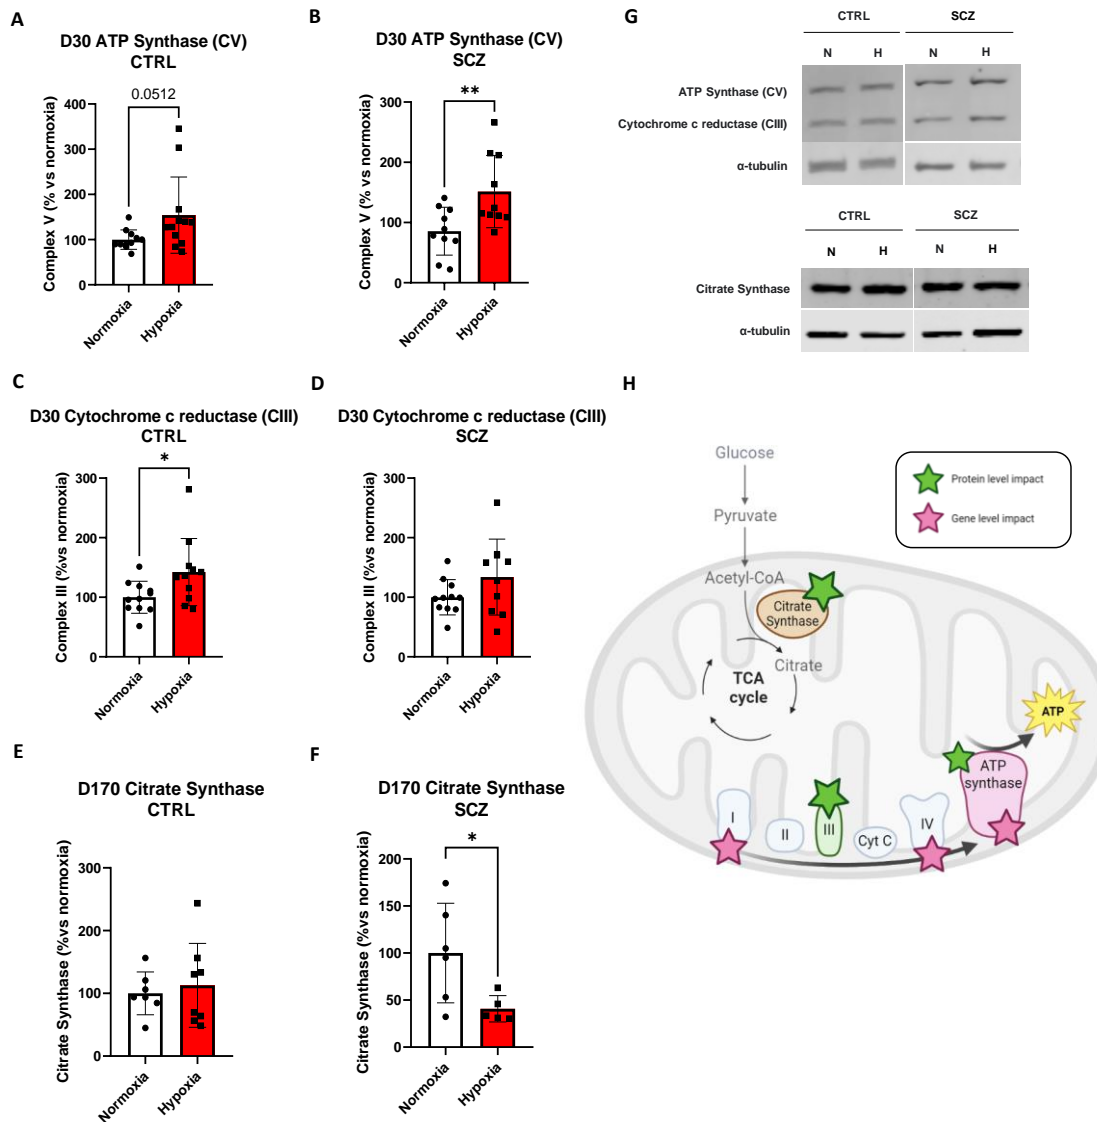 A
D30 ATP Synthase (CV)
CTRL
0.0512
Complex V (% vs normoxia)
400
300
200
100
0
Normoxia
Hypoxia
B
D30 ATP Synthase (CV)
SCZ
**
Complex V (% vs normoxia)
300
200
100
0
Normoxia
Hypoxia
C
D30 Cytochrome c reductase (CIII)
CTRL
*
Complex III (%vs normoxia)
300
200
100
0
Normoxia
Hypoxia
D
D30 Cytochrome c reductase (CIII)
SCZ
Complex III (%vs normoxia)
300
200
100
0
Normoxia
Hypoxia
E
D170 Citrate Synthase
CTRL
Citrate Synthase (%vs normoxia)
300
200
100
0
Normoxia
Hypoxia
F
D170 Citrate Synthase
SCZ
*
Citrate Synthase (%vs normoxia)
200
150
100
50
0
Normoxia
Hypoxia
G
CTRL
SCZ
N
H
N
H
ATP Synthase (CV)
Cytochrome c reductase (CIII)
α-tubulin
CTRL
SCZ
N
H
N
H
Citrate Synthase
α-tubulin
H
Glucose
Pyruvate
Acetyl-CoA
Citrate
Synthase
Citrate
TCA
cycle
Protein level impact
Gene level impact
ATP
ATP
synthase
I
II
III
Cyt C
IV